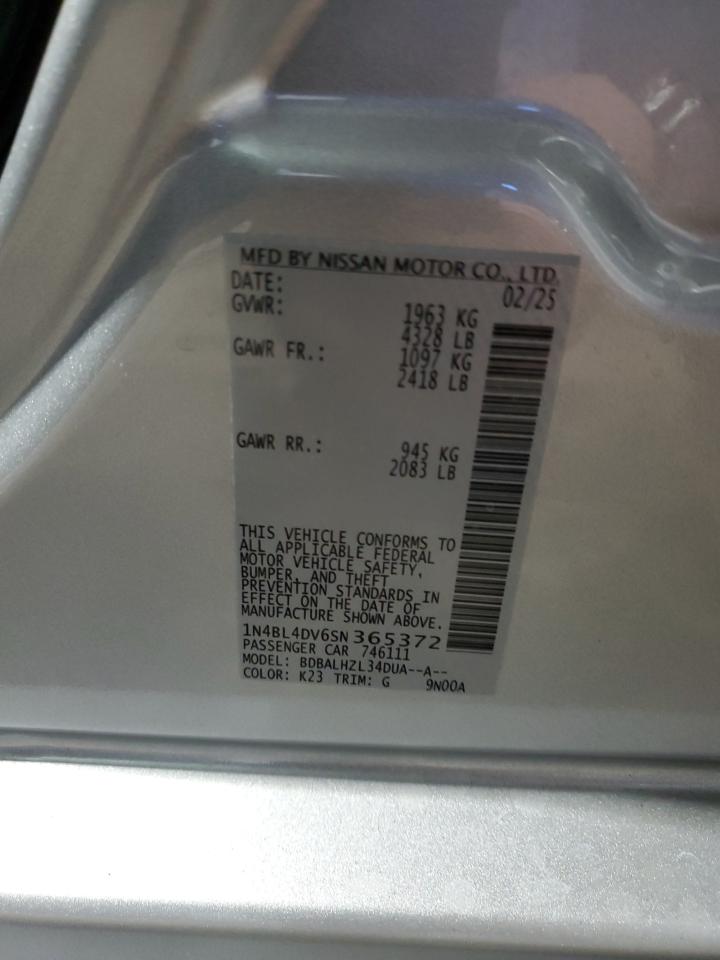 MFD BY NISSAN MOTOR CO., LTD.
DATE: 02/25
GVWR: 1963 KG
4328 LB
GAWR FR.: 1097 KG
2418 LB
GAWR RR.: 945 KG
2083 LB
THIS VEHICLE CONFORMS TO
ALL APPLICABLE FEDERAL
MOTOR VEHICLE SAFETY,
BUMPER, AND THEFT
PREVENTION STANDARDS IN
EFFECT ON THE DATE OF
MANUFACTURE SHOWN ABOVE.
1N4BL4DV6SN365372
PASSENGER CAR 746111
MODEL: BDBALHZL34DUA--A--
COLOR: K23 TRIM: G 9N00A